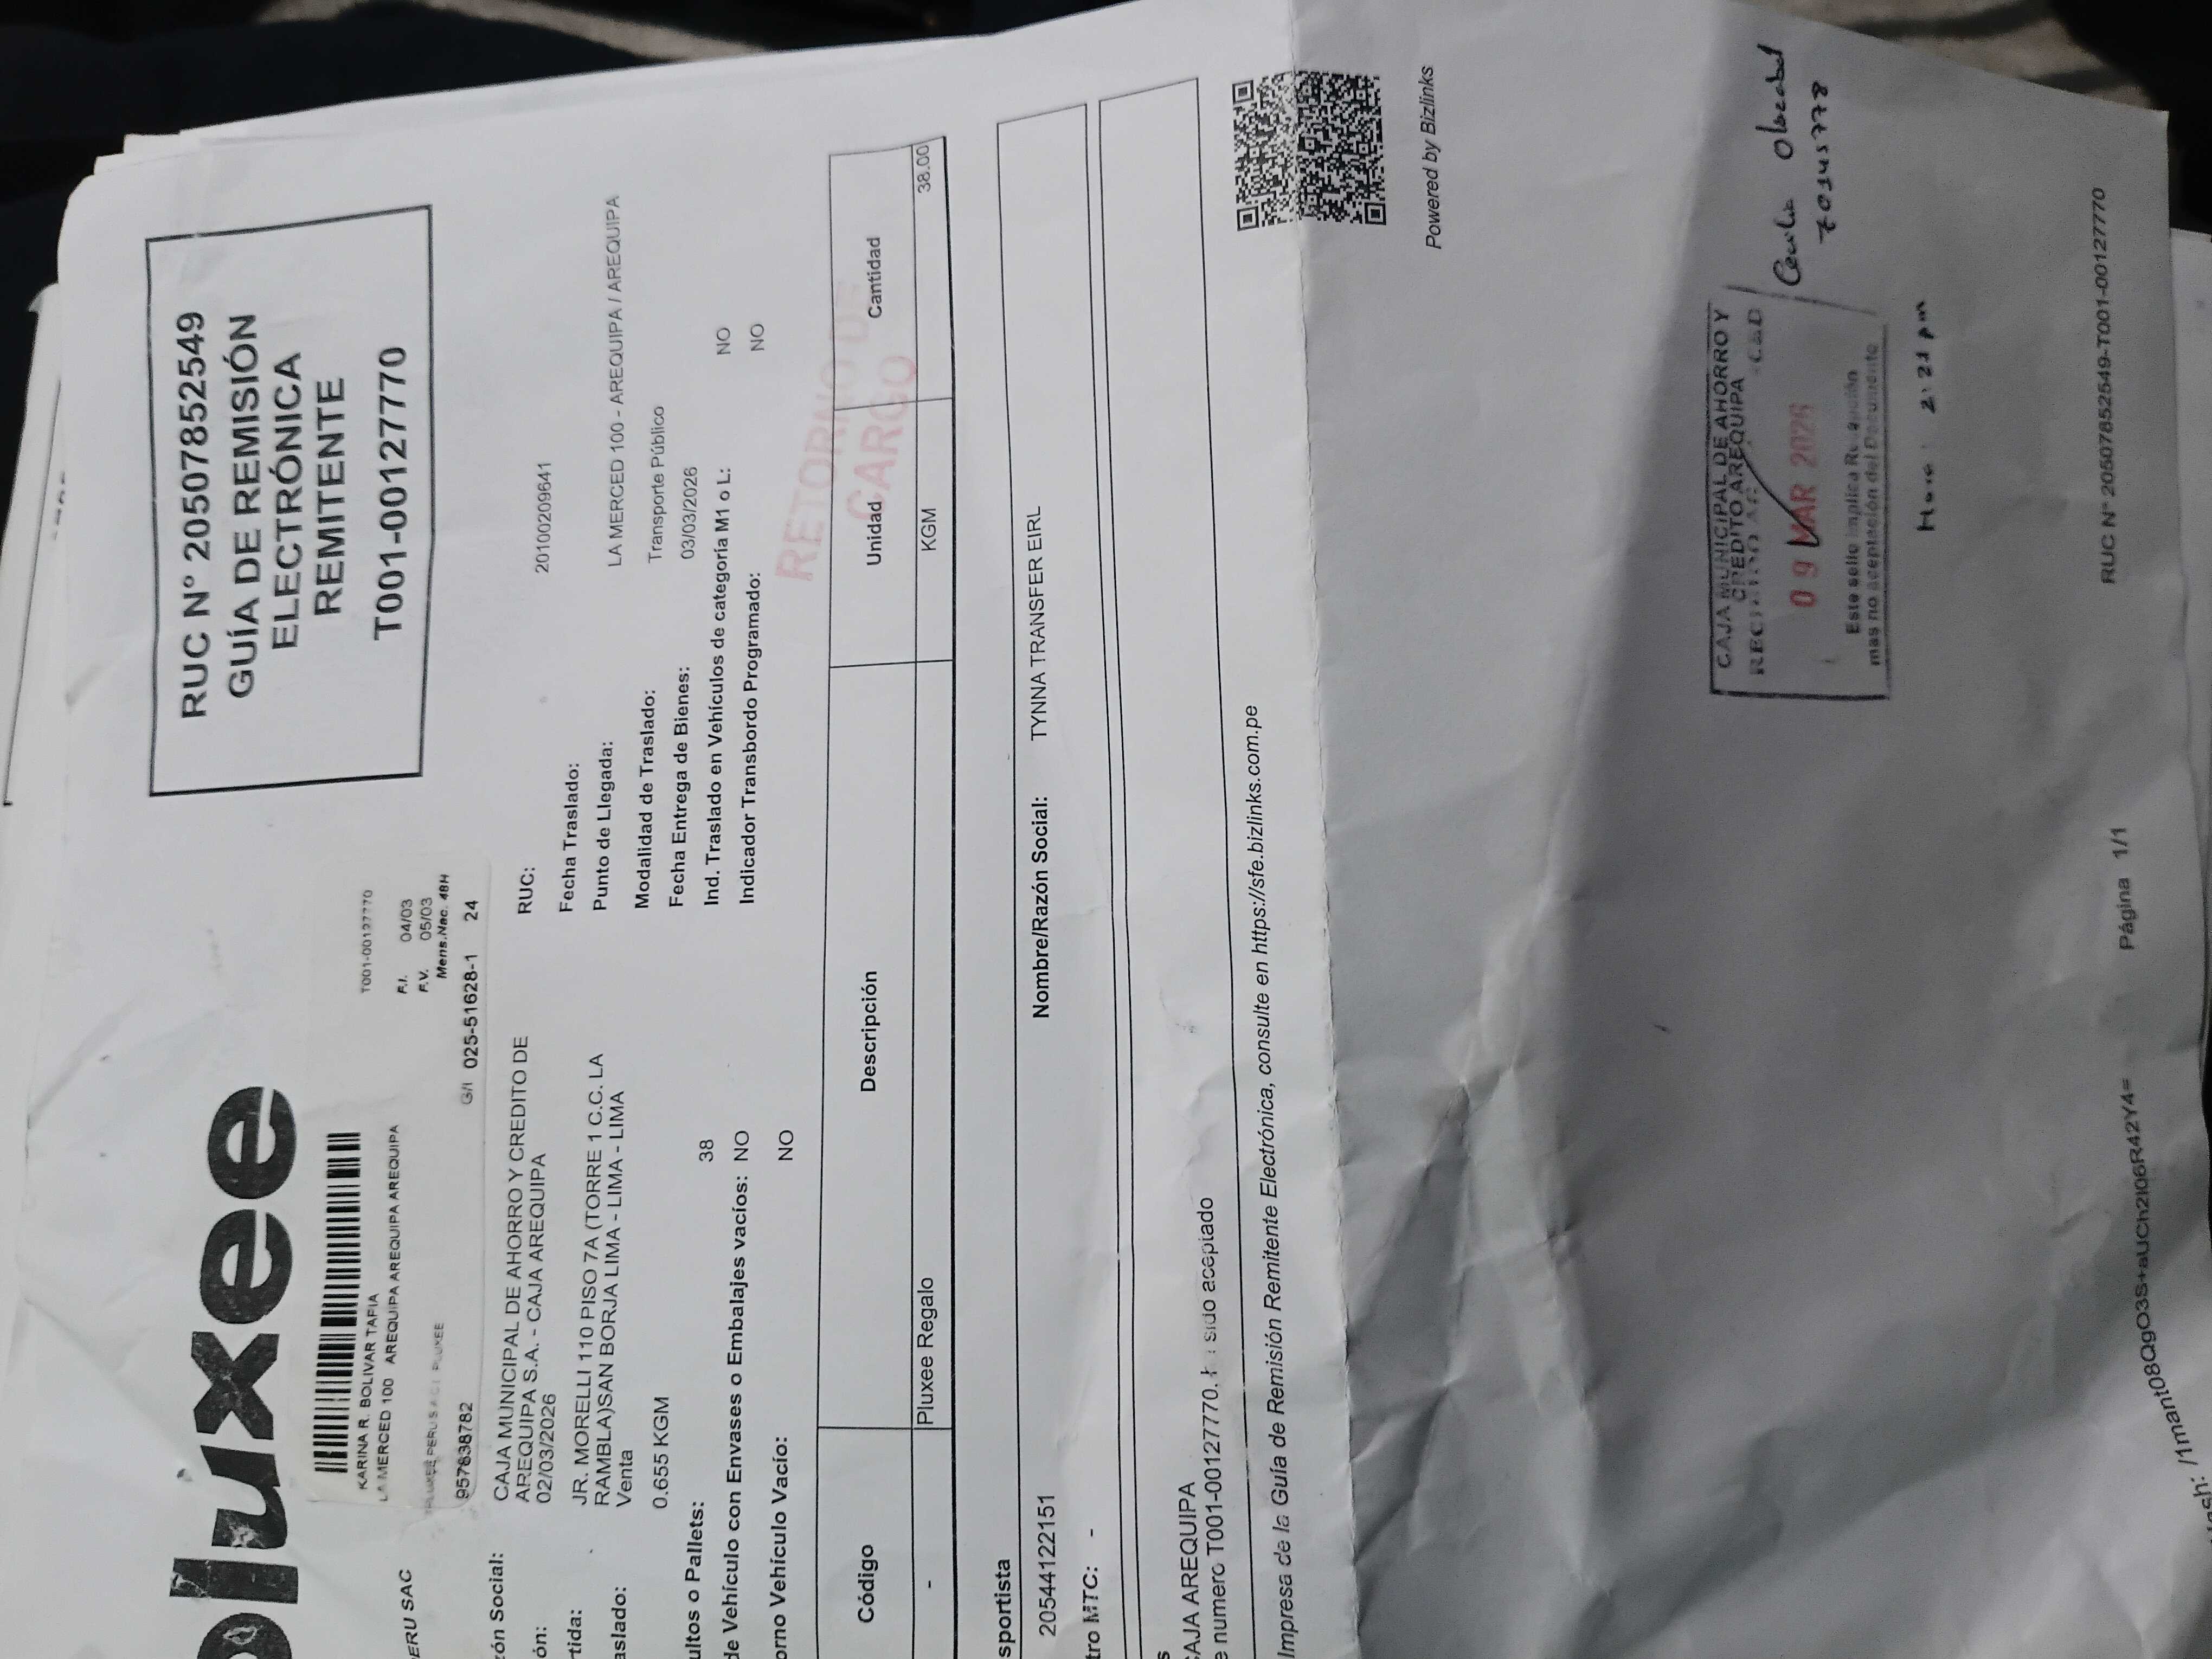 pluxee
RUC N° 20507852549
GUÍA DE REMISIÓN
ELECTRÓNICA
REMITENTE
T001-00127770
T001-00127770
KARINA R. BOLIVAR TAPIA
LA MERCED 100 AREQUIPA AREQUIPA AREQUIPA
F.I. 04/03
F.V. 05/03
Mens.Nac. 48H
PLUXEE PERU S A C | PLUXEE
957838782
G/I 025-51628-1 24
ERU SAC
zón Social: CAJA MUNICIPAL DE AHORRO Y CREDITO DE
AREQUIPA S.A. - CAJA AREQUIPA
RUC: 20100209641
ón: 02/03/2026
Fecha Traslado:
tida: JR. MORELLI 110 PISO 7A (TORRE 1 C.C. LA
RAMBLA)SAN BORJA LIMA - LIMA - LIMA
Punto de Llegada: LA MERCED 100 - AREQUIPA / AREQUIPA
aslado: Venta
Modalidad de Traslado: Transporte Público
0.655 KGM
Fecha Entrega de Bienes: 03/03/2026
ultos o Pallets: 38
Ind. Traslado en Vehículos de categoría M1 o L: NO
de Vehículo con Envases o Embalajes vacíos: NO
Indicador Transbordo Programado: NO
orno Vehículo Vacío: NO
RETORNO DE
CARGO
Código Descripción Unidad Cantidad
- Pluxee Regalo KGM 38.00
sportista
20544122151 Nombre/Razón Social: TYNNA TRANSFER EIRL
tro MTC: -
s
CAJA AREQUIPA
e numero T001-00127770, sido aceptado
Impresa de la Guía de Remisión Remitente Electrónica, consulte en https://sfe.bizlinks.com.pe
Powered by Bizlinks
CAJA MUNICIPAL DE AHORRO Y
CREDITO AREQUIPA
09 MAR 2026
Este sello implica Recepción
mas no aceptación del Documento
Hora: 2:21 pm
RUC N° 20507852549-T001-00127770
Página 1/1